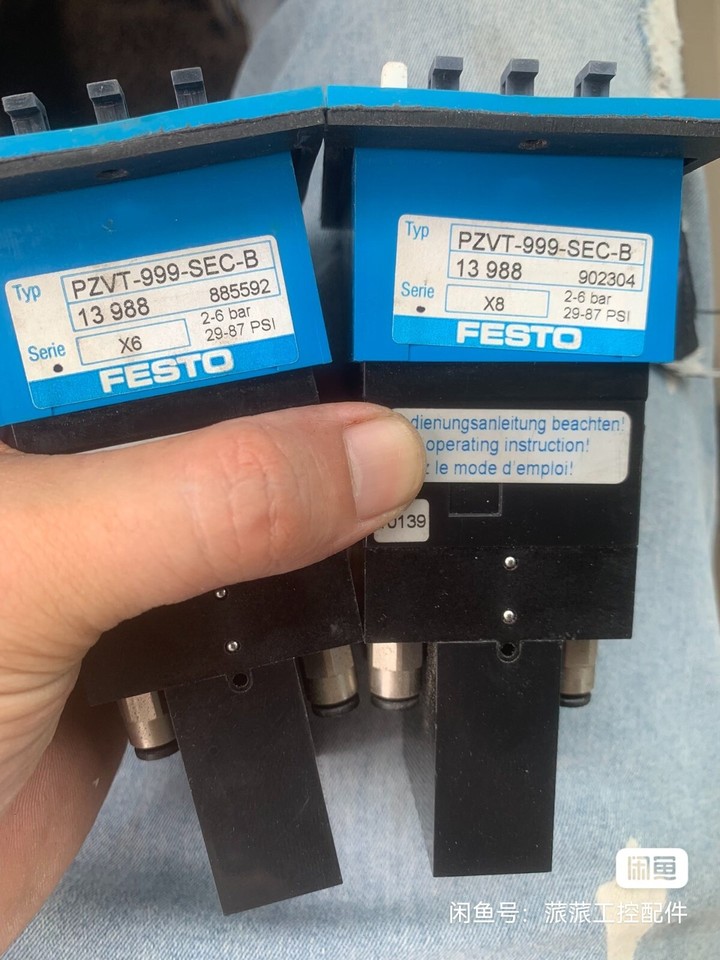 Typ
PZVT-999-SEC-B
13 988
885592
Serie
X6
2-6 bar
29-87 PSI
FESTO
Typ
PZVT-999-SEC-B
13 988
902304
Serie
X8
2-6 bar
29-87 PSI
FESTO
dienungsanleitung beachten!
operating instruction!
le mode d'emploi!
0139
闲鱼
闲鱼号：蒎蒎工控配件